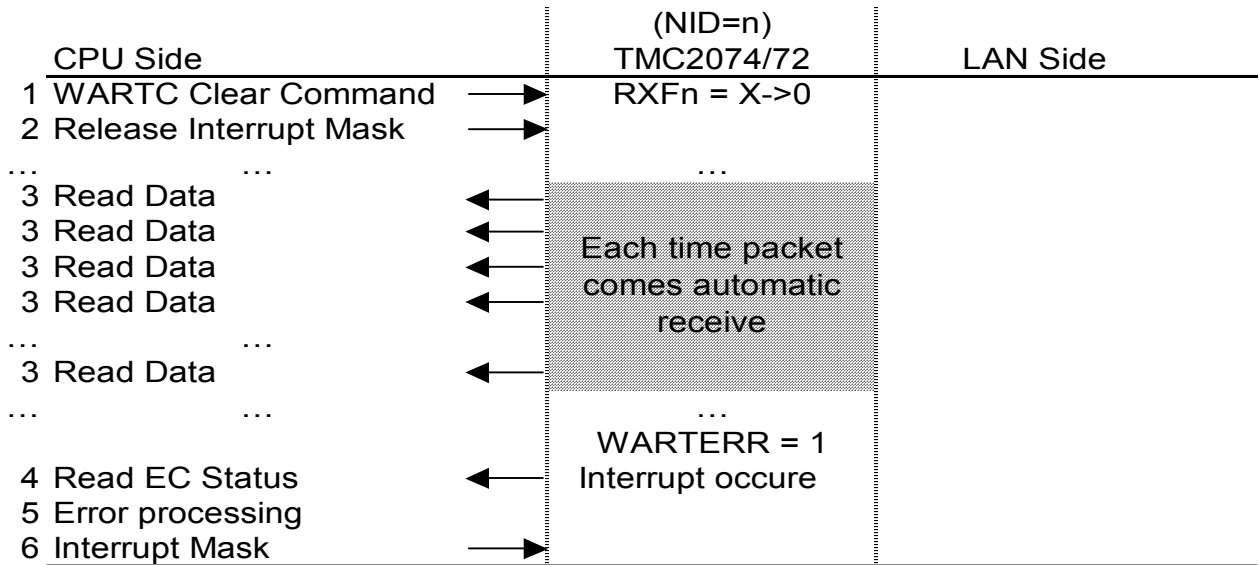 (NID=n)
CPU Side TMC2074/72 LAN Side
1 WARTC Clear Command RXFn = X->0
2 Release Interrupt Mask
... ... ...
3 Read Data
3 Read Data
3 Read Data
3 Read Data
Each time packet
comes automatic
receive
... ...
3 Read Data
... ... ...
WARTERR = 1
4 Read EC Status Interrupt occure
5 Error processing
6 Interrupt Mask